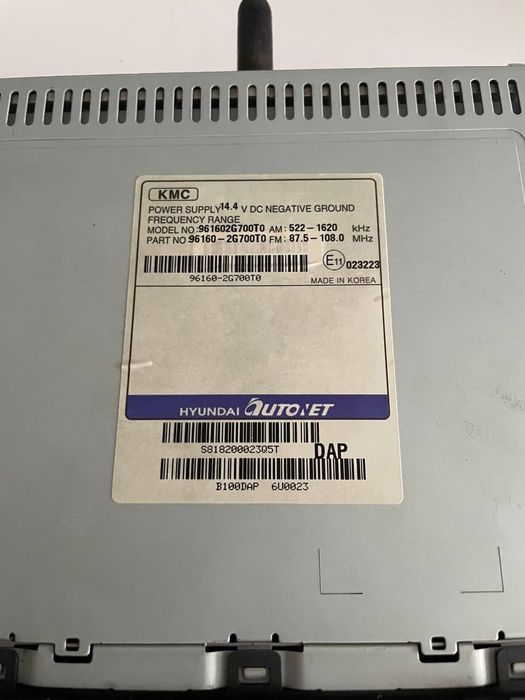 KMC
POWER SUPPLY 14.4 V DC NEGATIVE GROUND
FREQUENCY RANGE
MODEL NO: 961602G700T0 AM: 522-1620 kHz
PART NO: 96160-2G700T0 FM: 87.5-108.0 MHz
E11 023223
96160-2G700T0
MADE IN KOREA
HYUNDAI AUTONET
S818200023Q5T
DAP
B100DAP 6U0023